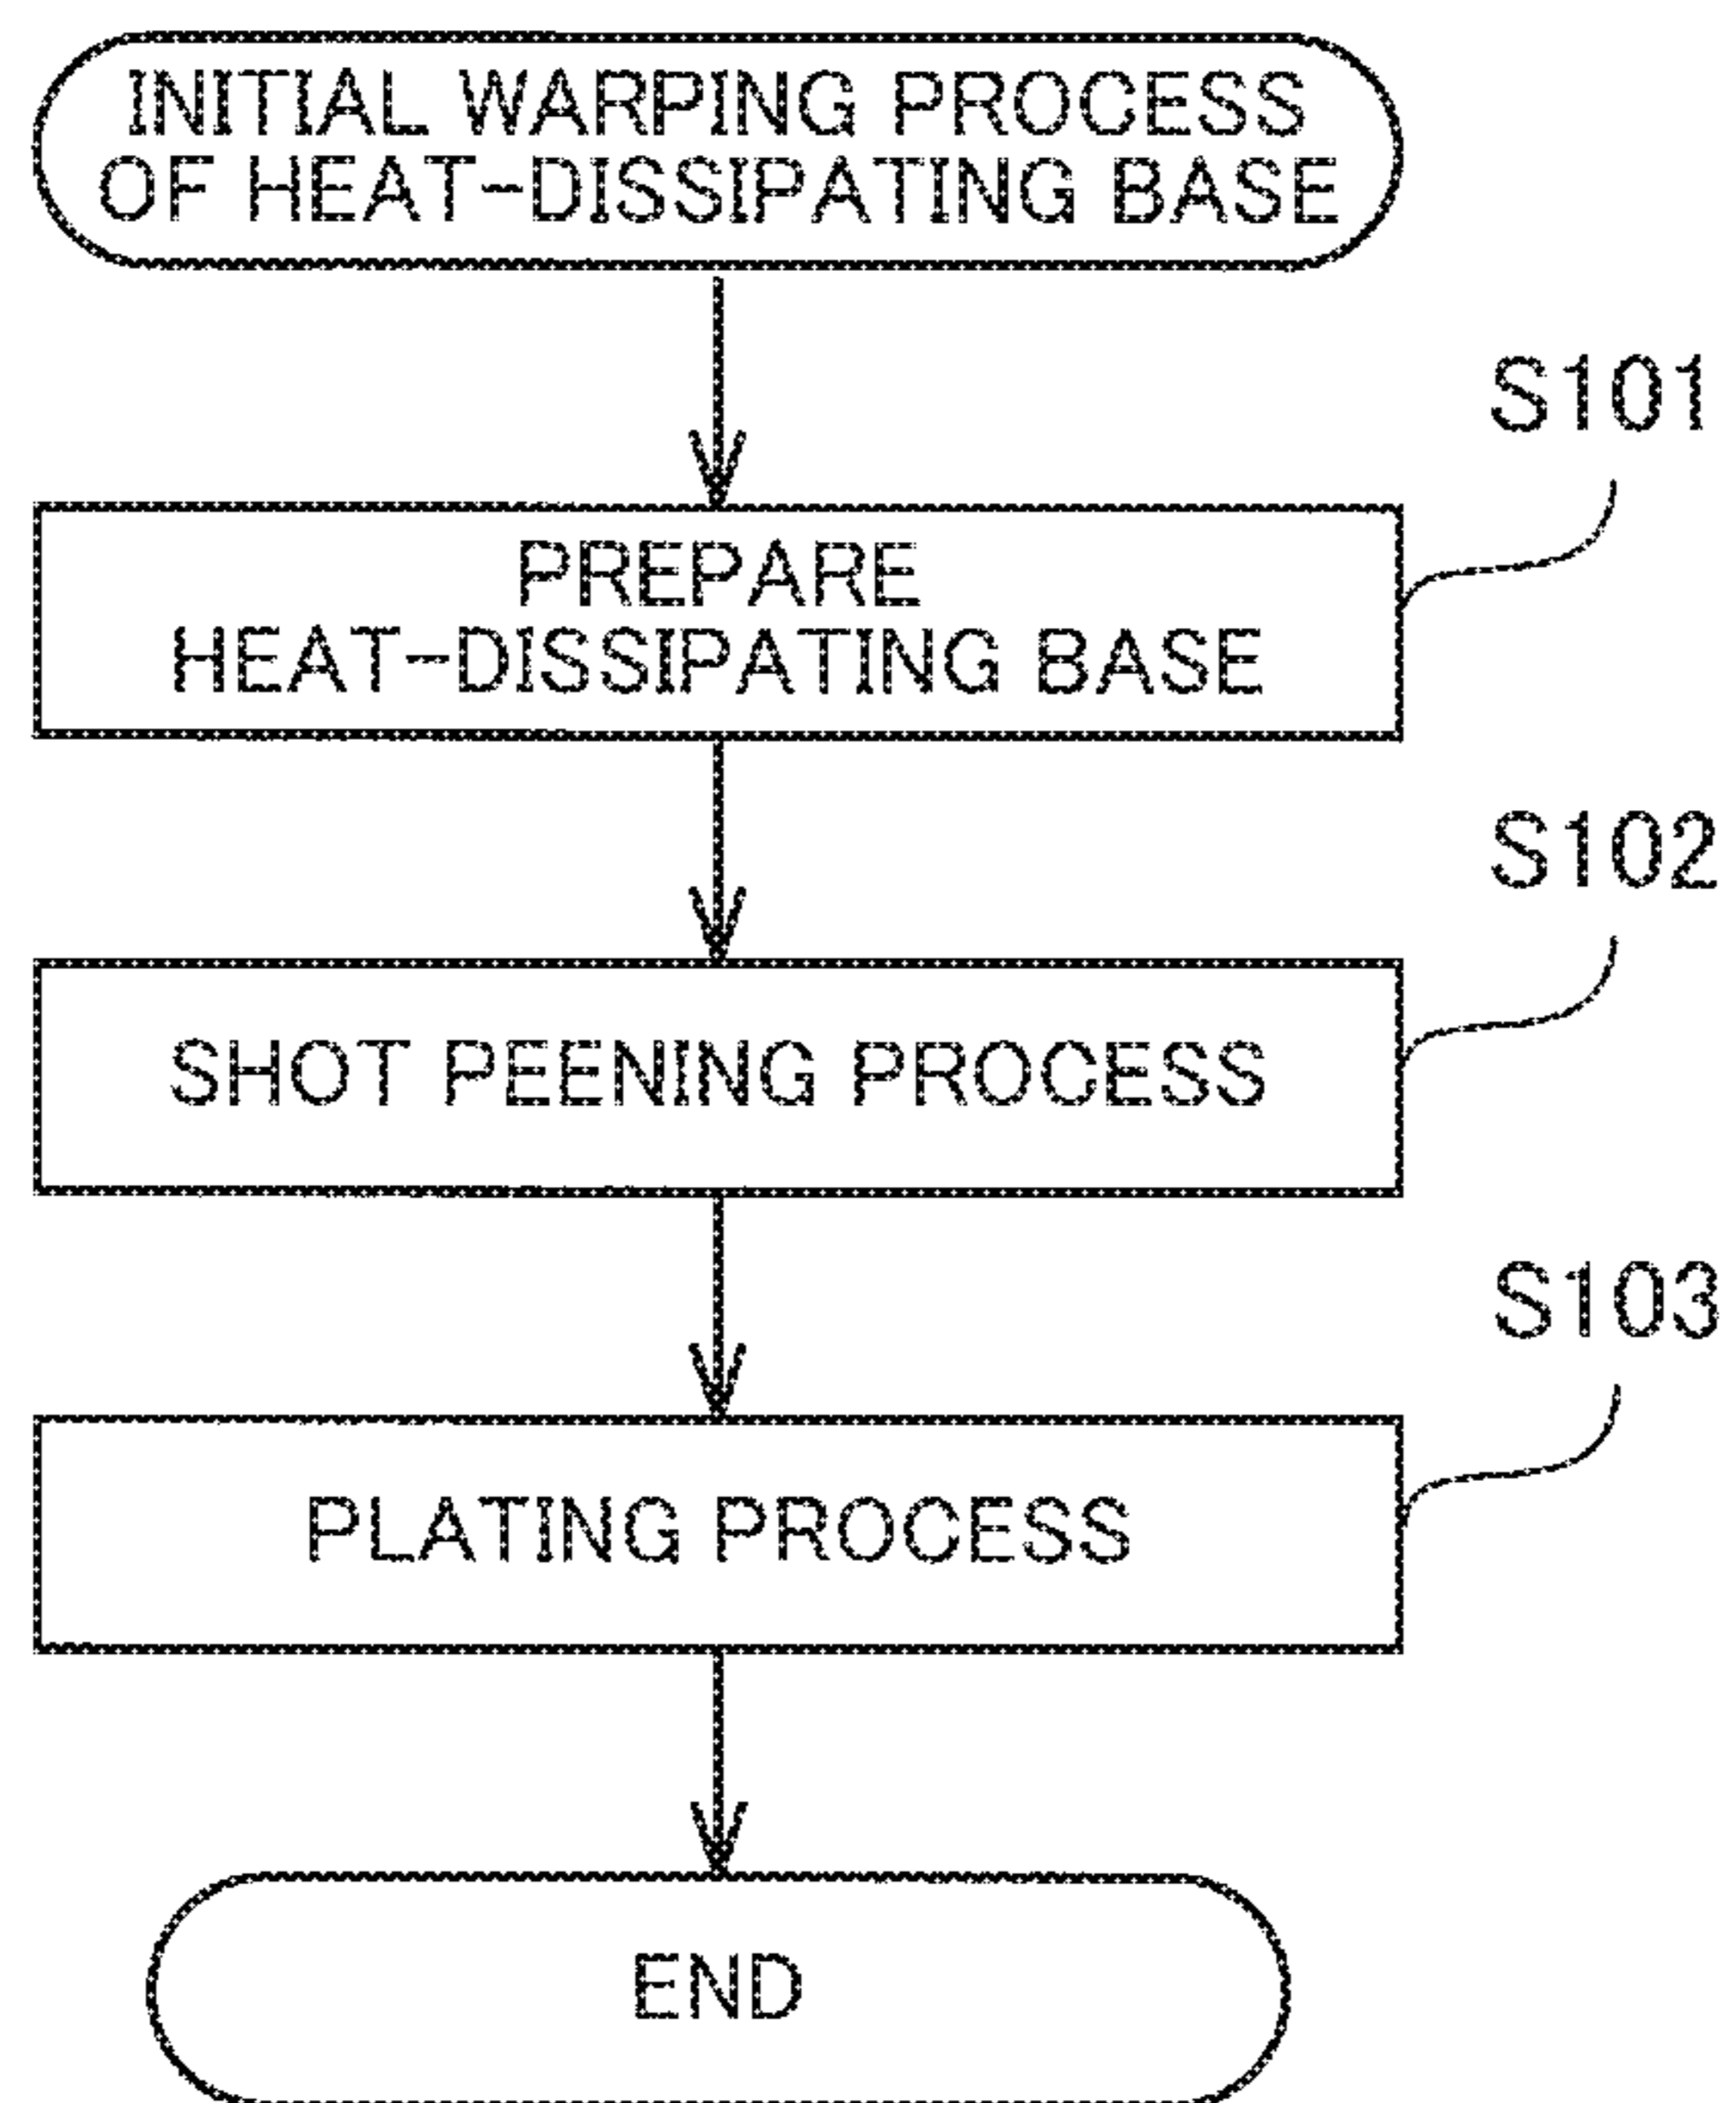 INITIAL WARPING PROCESS
OF HEAT-DISSIPATING BASE
S101
PREPARE
HEAT-DISSIPATING BASE
S102
SHOT PEENING PROCESS
S103
PLATING PROCESS
END